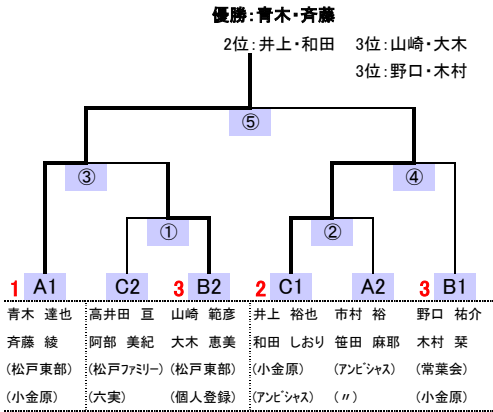 優勝:青木・斉藤
2位:井上・和田 3位:山崎・大木
3位:野口・木村
⑤
③ ④
① ②
1 A1 C2 3 B2 2 C1 A2 3 B1
青木 達也 高井田 亘 山崎 範彦 井上 裕也 市村 裕 野口 祐介
斉藤 綾 阿部 美紀 大木 恵美 和田 しおり 笹田 麻耶 木村 栞
(松戸東部) (松戸ファミリー) (松戸東部) (小金原) (アンビシャス) (常葉会)
(小金原) (六実) (個人登録) (アンビシャス) (〃) (小金原)